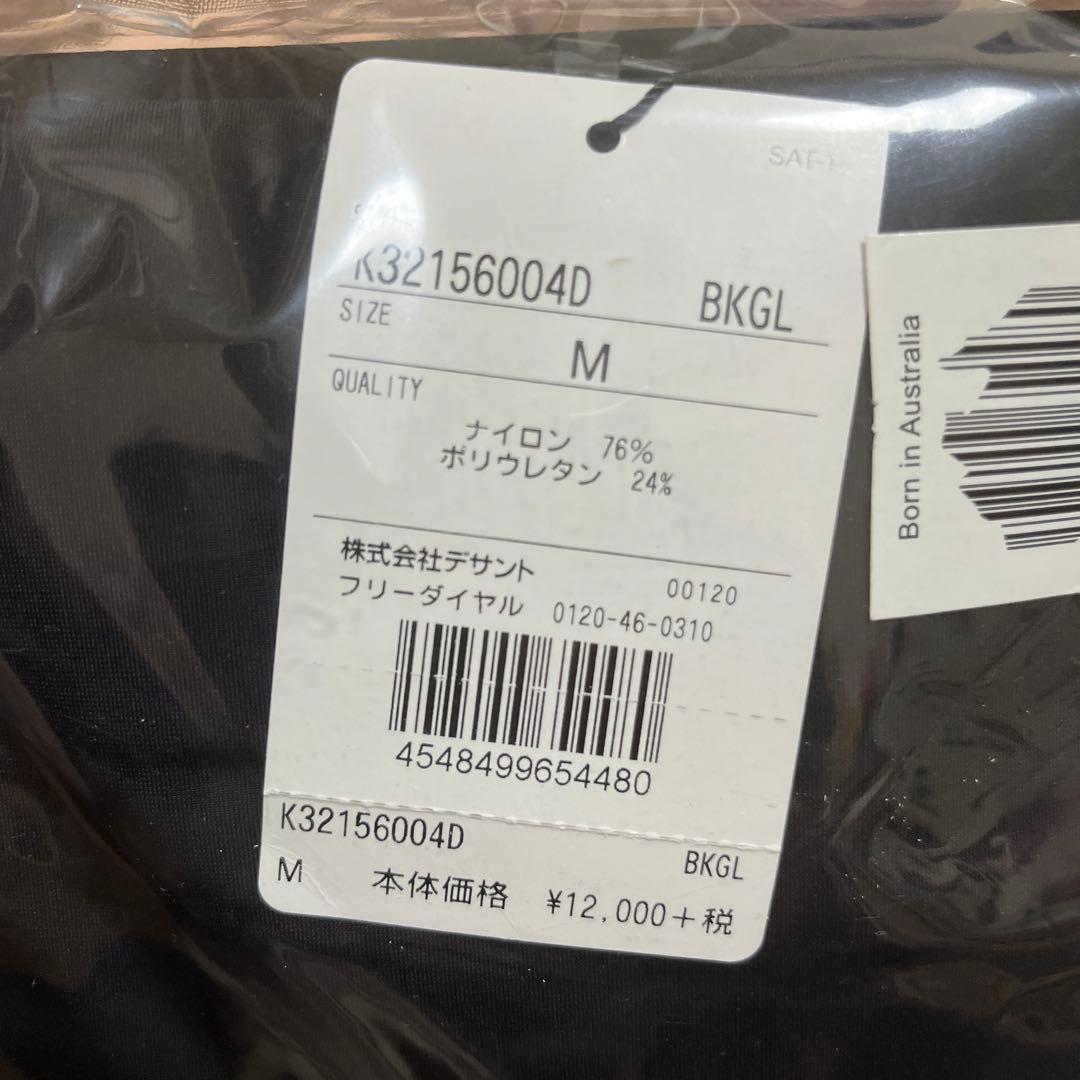 SAT-1
K32156004D BKGL
SIZE
M
QUALITY
ナイロン 76%
ポリウレタン 24%
株式会社デサント 00120
フリーダイヤル 0120-46-0310
4548499654480
K32156004D BKGL
M 本体価格 ¥12,000+税
Born in Australia